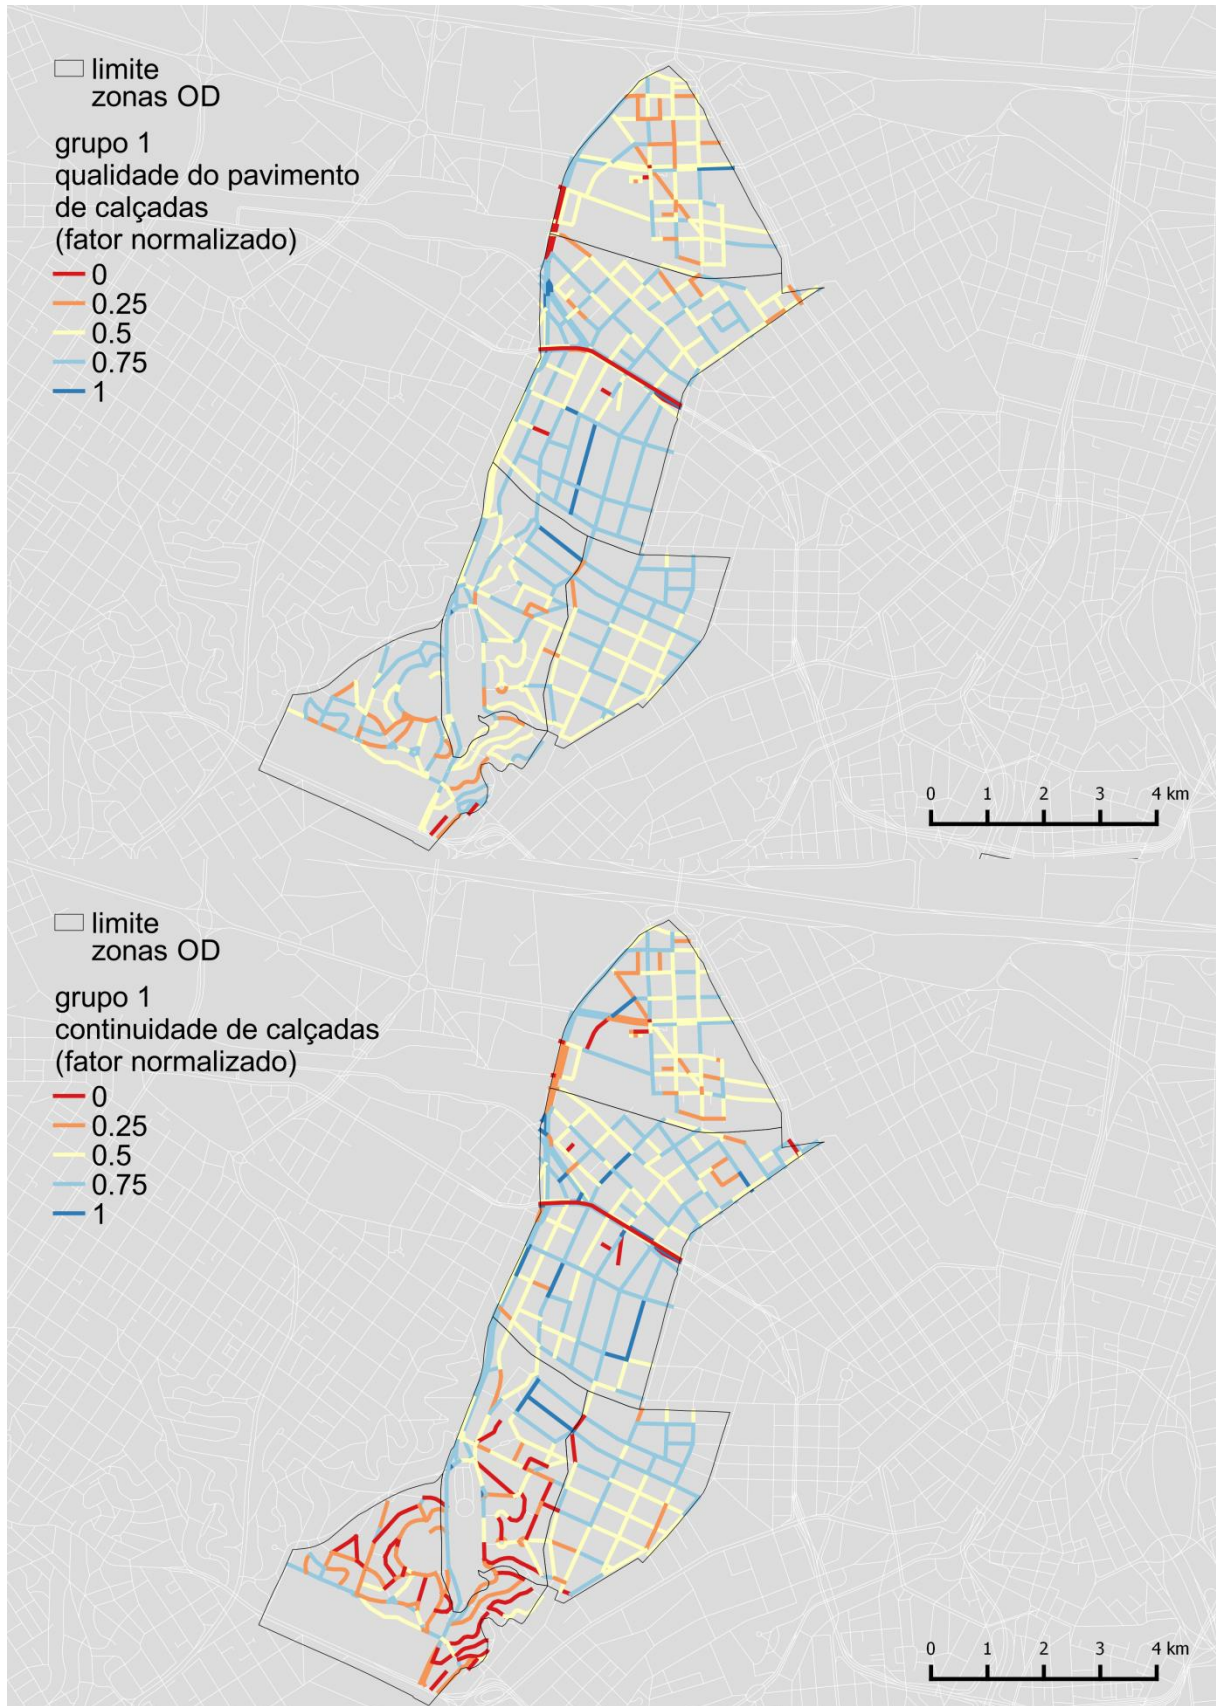 limite
zonas OD
grupo 1
qualidade do pavimento
de calçadas
(fator normalizado)
0
0.25
0.5
0.75
1
0 1 2 3 4 km
limite
zonas OD
grupo 1
continuidade de calçadas
(fator normalizado)
0
0.25
0.5
0.75
1
0 1 2 3 4 km